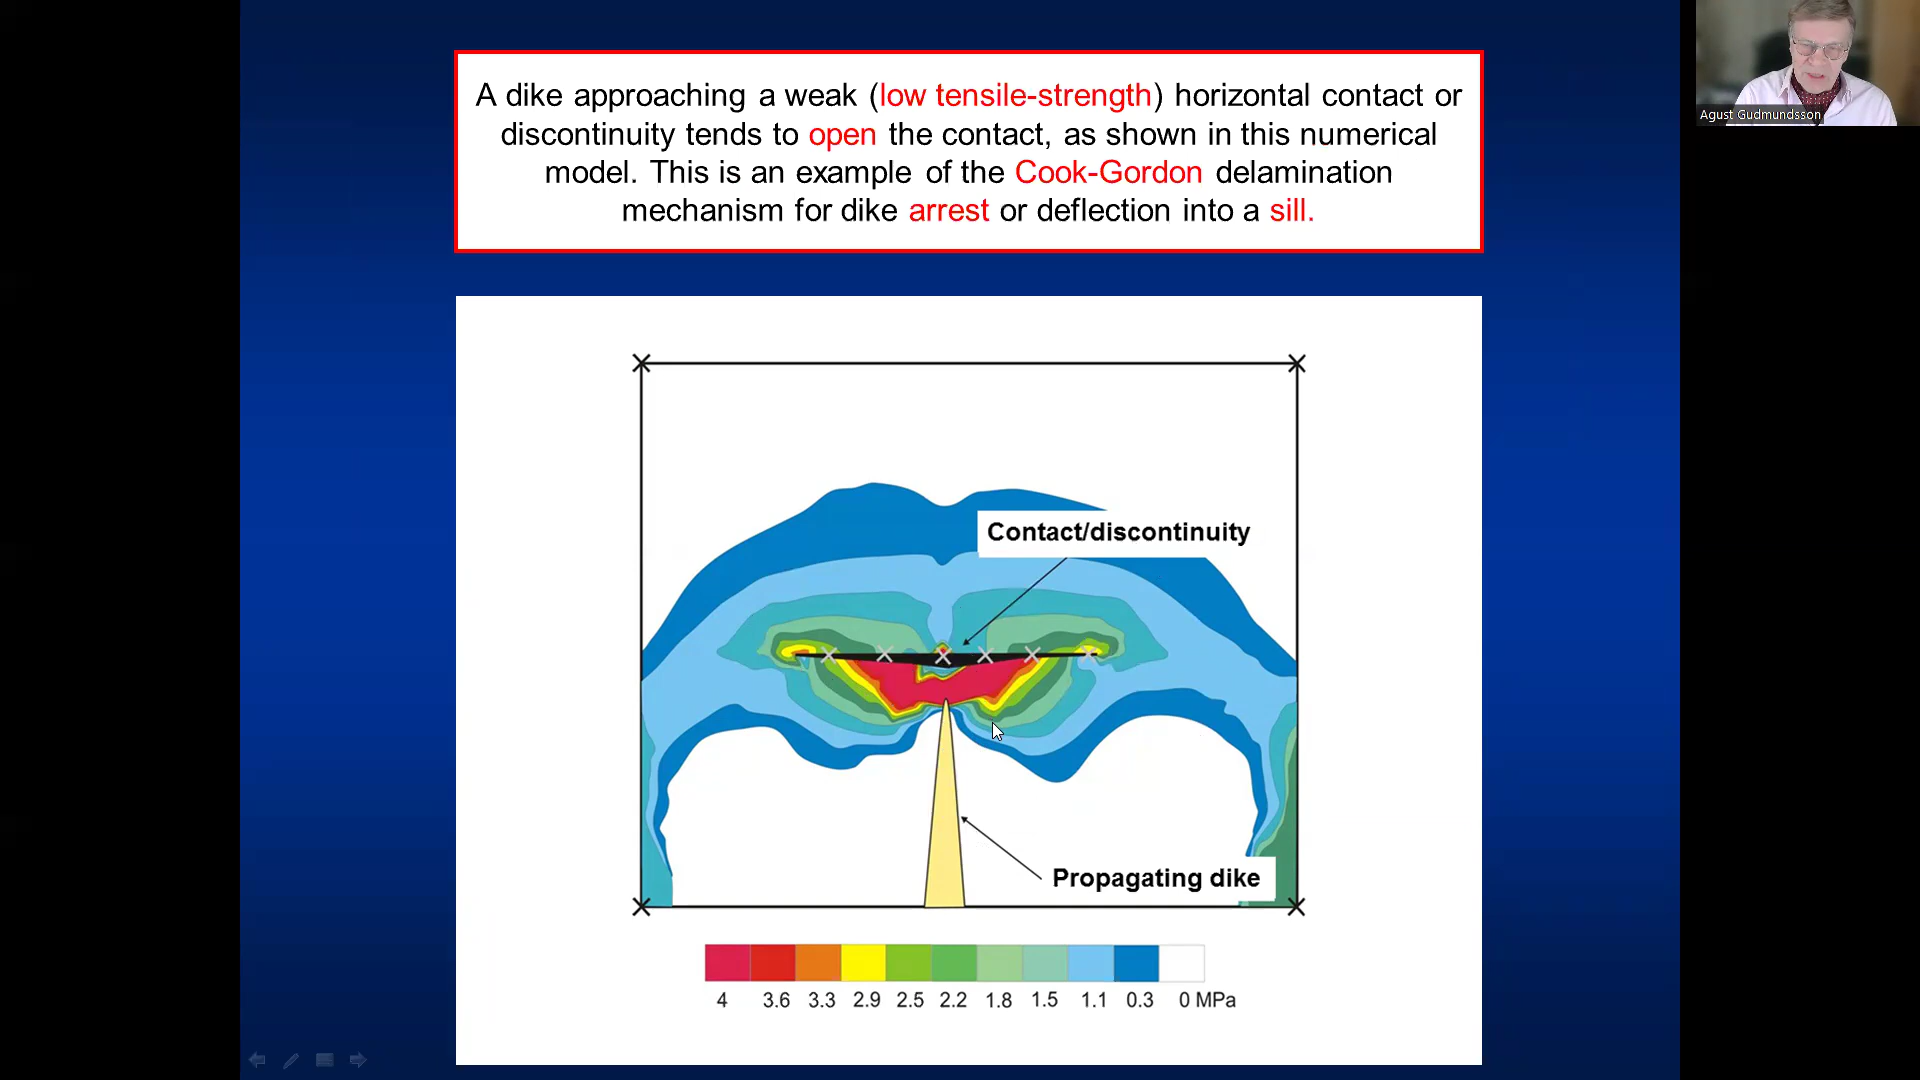 A dike approaching a weak (low tensile-strength) horizontal contact or
discontinuity tends to open the contact, as shown in this numerical
model. This is an example of the Cook-Gordon delamination
mechanism for dike arrest or deflection into a sill.
Agust Gudmundsson
Contact/discontinuity
Propagating dike
4 3.6 3.3 2.9 2.5 2.2 1.8 1.5 1.1 0.3 0 MPa